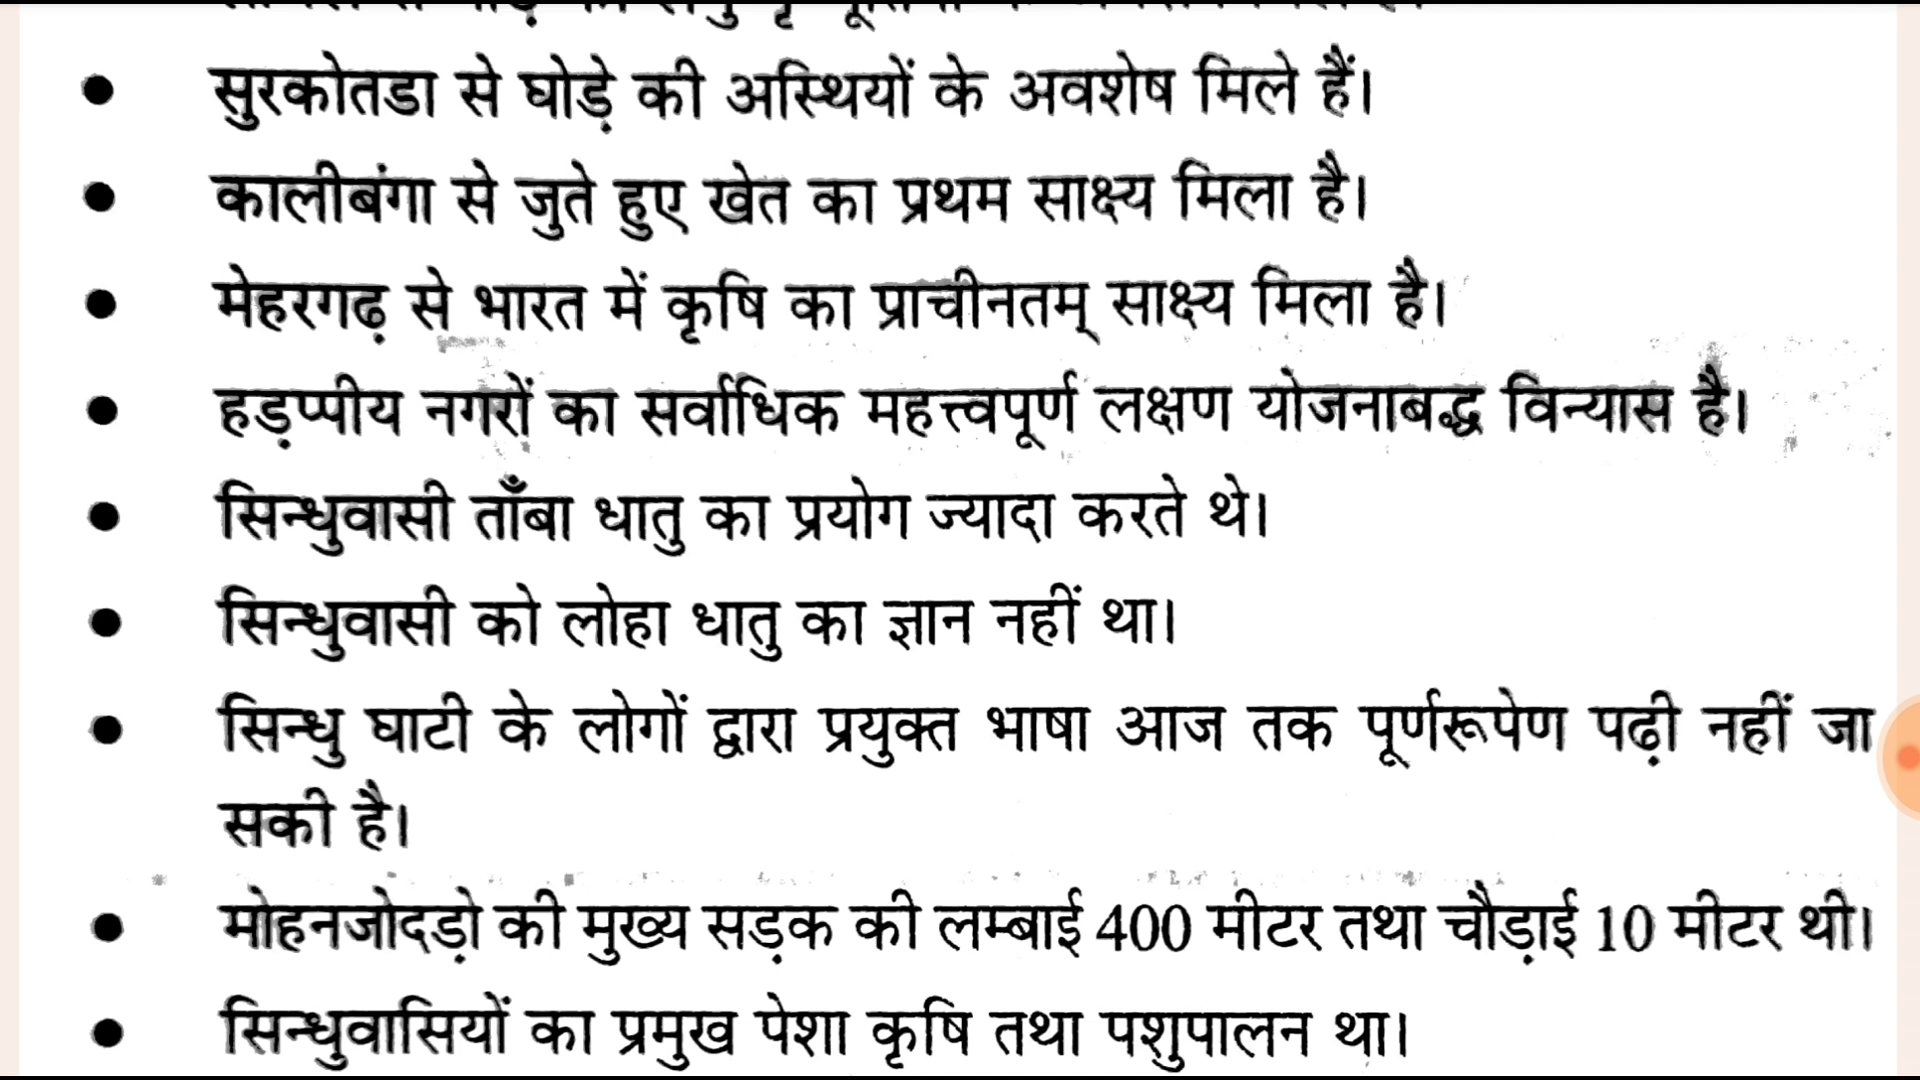 • सुरकोतडा से घोड़े की अस्थियों के अवशेष मिले हैं।
• कालीबंगा से जुते हुए खेत का प्रथम साक्ष्य मिला है।
• मेहरगढ़ से भारत में कृषि का प्राचीनतम् साक्ष्य मिला है।
• हड़प्पीय नगरों का सर्वाधिक महत्त्वपूर्ण लक्षण योजनाबद्ध विन्यास है।
• सिन्धुवासी ताँबा धातु का प्रयोग ज्यादा करते थे।
• सिन्धुवासी को लोहा धातु का ज्ञान नहीं था।
• सिन्धु घाटी के लोगों द्वारा प्रयुक्त भाषा आज तक पूर्णरूपेण पढ़ी नहीं जा
सकी है।
• मोहनजोदड़ो की मुख्य सड़क की लम्बाई 400 मीटर तथा चौड़ाई 10 मीटर थी।
• सिन्धुवासियों का प्रमुख पेशा कृषि तथा पशुपालन था।